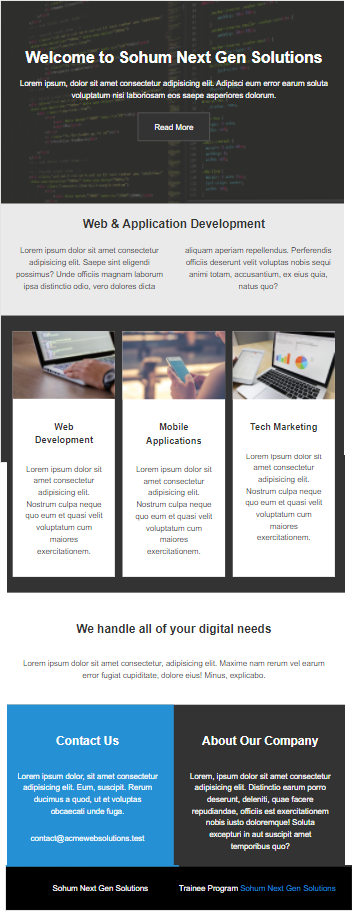 Welcome to Sohum Next Gen Solutions
Lorem ipsum, dolor sit amet consectetur adipisicing elit. Adipisci eum error earum soluta
voluptatum nisi laboriosam eos saepe asperiores dolorum.
Read More
Web & Application Development
Lorem ipsum dolor sit amet consectetur
adipisicing elit. Saepe sint eligendi
possimus? Unde officiis magnam laborum
ipsa distinctio odio, vero dolores dicta
aliquam aperiam repellendus. Perferendis
officiis deserunt velit voluptas nobis sequi
animi totam, accusantium, ex eius quia,
natus quo?
Web
Development
Lorem ipsum dolor sit
amet consectetur
adipisicing elit.
Nostrum culpa neque
quo eum et quasi velit
voluptatum cum
maiores
exercitationem.
Mobile
Applications
Lorem ipsum dolor sit
amet consectetur
adipisicing elit.
Nostrum culpa neque
quo eum et quasi velit
voluptatum cum
maiores
exercitationem.
Tech Marketing
Lorem ipsum dolor sit
amet consectetur
adipisicing elit.
Nostrum culpa neque
quo eum et quasi velit
voluptatum cum
maiores
exercitationem.
We handle all of your digital needs
Lorem ipsum dolor sit amet consectetur, adipisicing elit. Maxime nam rerum vel earum
error fugiat cupiditate, dolore eius! Minus, explicabo.
Contact Us
Lorem ipsum dolor, sit amet consectetur
adipisicing elit. Eum, suscipit. Rerum
ducimus a quod, ut et voluptas
obcaecati unde fuga.
contact@acmewebsolutions.test
About Our Company
Lorem, ipsum dolor sit amet consectetur
adipisicing elit. Distinctio earum porro
deserunt, deleniti, quae facere
repudiandae, officiis est exercitationem
nobis iusto doloremque! Soluta
excepturi in aut suscipit amet
temporibus quo?
Sohum Next Gen Solutions
Trainee Program Sohum Next Gen Solutions